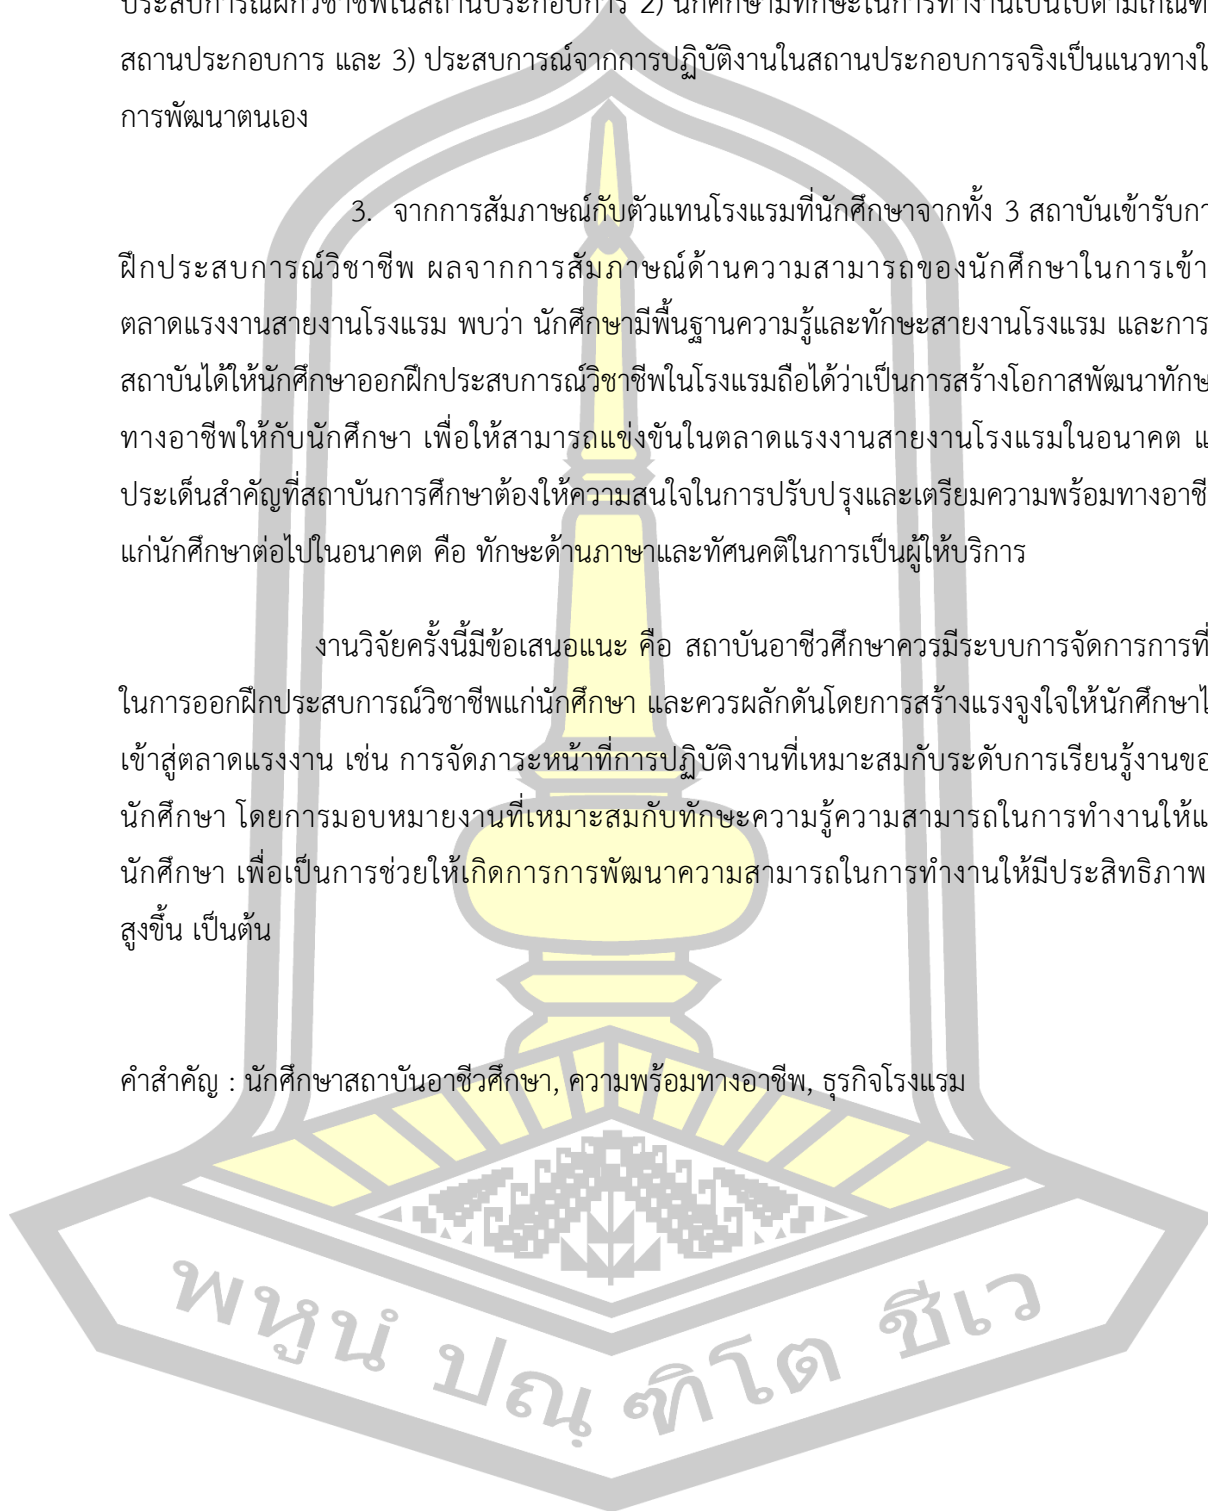 ประสบการณ์ฝึกวิชาชีพในสถานประกอบการ 2) นักศึกษามีทักษะในการทำงานเป็นไปตามเกณฑ์
สถานประกอบการ และ 3) ประสบการณ์จากการปฏิบัติงานในสถานประกอบการจริงเป็นแนวทางใ
การพัฒนาตนเอง
3. จากการสัมภาษณ์กับตัวแทนโรงแรมที่นักศึกษาจากทั้ง 3 สถาบันเข้ารับกา
ฝึกประสบการณ์วิชาชีพ ผลจากการสัมภาษณ์ด้านความสามารถของนักศึกษาในการเข้า
ตลาดแรงงานสายงานโรงแรม พบว่า นักศึกษามีพื้นฐานความรู้และทักษะสายงานโรงแรม และการ
สถาบันได้ให้นักศึกษาออกฝึกประสบการณ์วิชาชีพในโรงแรมถือได้ว่าเป็นการสร้างโอกาสพัฒนาทักษ
ทางอาชีพให้กับนักศึกษา เพื่อให้สามารถแข่งขันในตลาดแรงงานสายงานโรงแรมในอนาคต แ
ประเด็นสำคัญที่สถาบันการศึกษาต้องให้ความสนใจในการปรับปรุงและเตรียมความพร้อมทางอาชี
แก่นักศึกษาต่อไปในอนาคต คือ ทักษะด้านภาษาและทัศนคติในการเป็นผู้ให้บริการ
งานวิจัยครั้งนี้มีข้อเสนอแนะ คือ สถาบันอาชีวศึกษาควรมีระบบการจัดการการที่
ในการออกฝึกประสบการณ์วิชาชีพแก่นักศึกษา และควรผลักดันโดยการสร้างแรงจูงใจให้นักศึกษาไ
เข้าสู่ตลาดแรงงาน เช่น การจัดภาระหน้าที่การปฏิบัติงานที่เหมาะสมกับระดับการเรียนรู้งานขอ
นักศึกษา โดยการมอบหมายงานที่เหมาะสมกับทักษะความรู้ความสามารถในการทำงานให้แ
นักศึกษา เพื่อเป็นการช่วยให้เกิดการการพัฒนาความสามารถในการทำงานให้มีประสิทธิภาพ
สูงขึ้น เป็นต้น
คำสำคัญ : นักศึกษาสถาบันอาชีวศึกษา, ความพร้อมทางอาชีพ, ธุรกิจโรงแรม
พหูนํ ปณฺฑิโต ชีเว